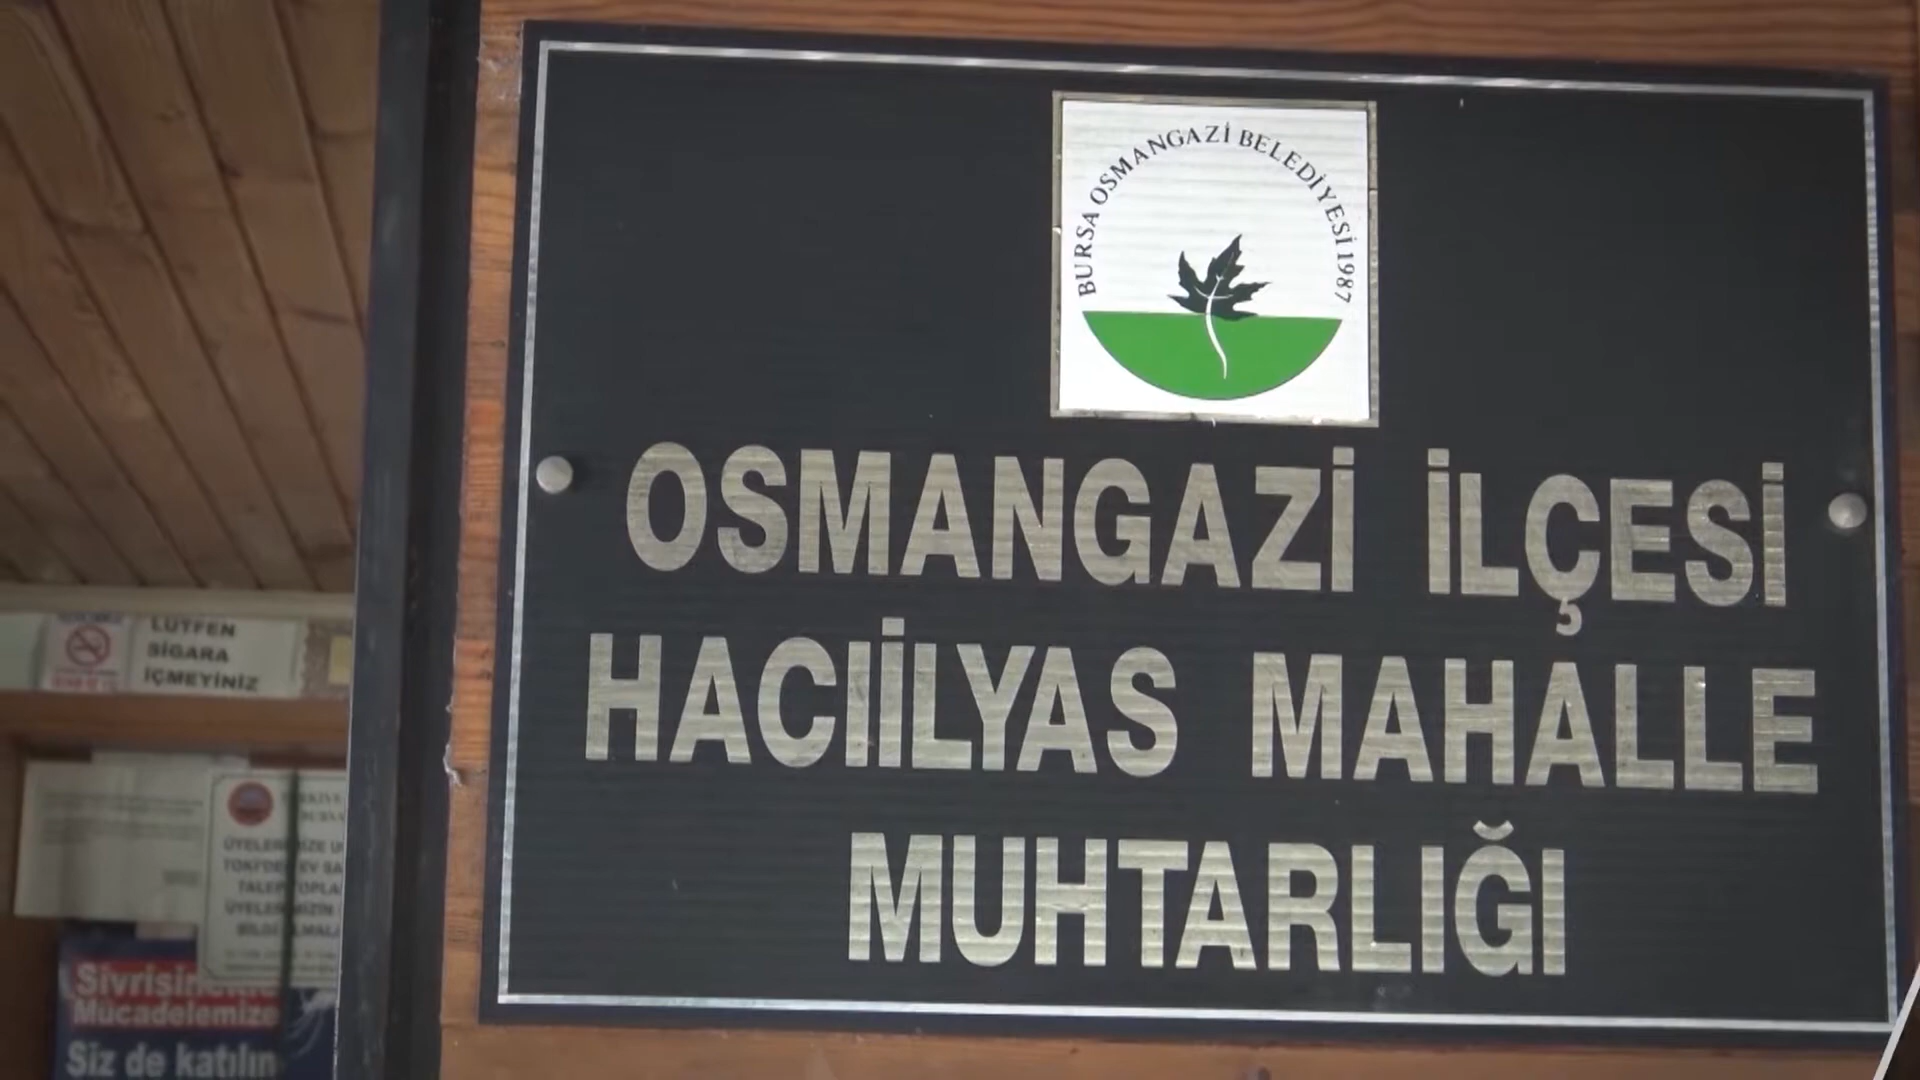 BURSA OSMANGAZİ BELEDİYESİ 1987
OSMANGAZİ İLÇESİ
HACIİLYAS MAHALLE
MUHTARLIĞI
LÜTFEN
SİGARA
İÇMEYİNİZ
Mücadelemize
Siz de katılın